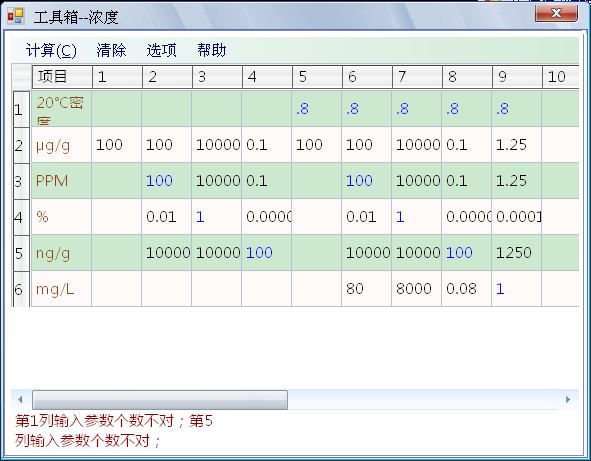 工具箱--浓度
计算(C) 清除 选项 帮助
项目 1 2 3 4 5 6 7 8 9 10
1 20℃密度 .8 .8 .8 .8 .8
2 μg/g 100 100 10000 0.1 100 100 10000 0.1 1.25
3 PPM 100 10000 0.1 100 10000 0.1 1.25
4 % 0.01 1 0.0000 0.01 1 0.0000 0.0001
5 ng/g 10000 10000 100 10000 10000 100 1250
6 mg/L 80 8000 0.08 1
第1列输入参数个数不对；第5
列输入参数个数不对；